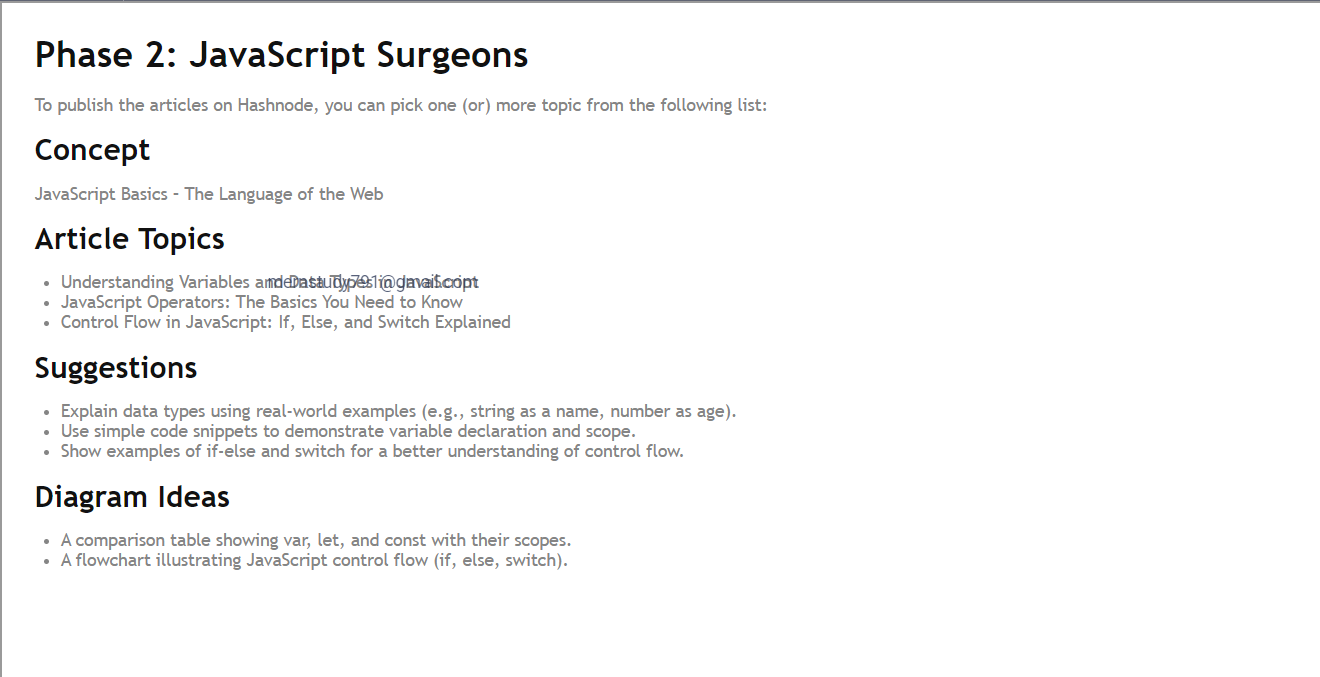 Phase 2: JavaScript Surgeons
To publish the articles on Hashnode, you can pick one (or) more topic from the following list:
Concept
JavaScript Basics - The Language of the Web
Article Topics
• Understanding Variables and Data Types in JavaScript
• JavaScript Operators: The Basics You Need to Know
• Control Flow in JavaScript: If, Else, and Switch Explained
Suggestions
• Explain data types using real-world examples (e.g., string as a name, number as age).
• Use simple code snippets to demonstrate variable declaration and scope.
• Show examples of if-else and switch for a better understanding of control flow.
Diagram Ideas
• A comparison table showing var, let, and const with their scopes.
• A flowchart illustrating JavaScript control flow (if, else, switch).